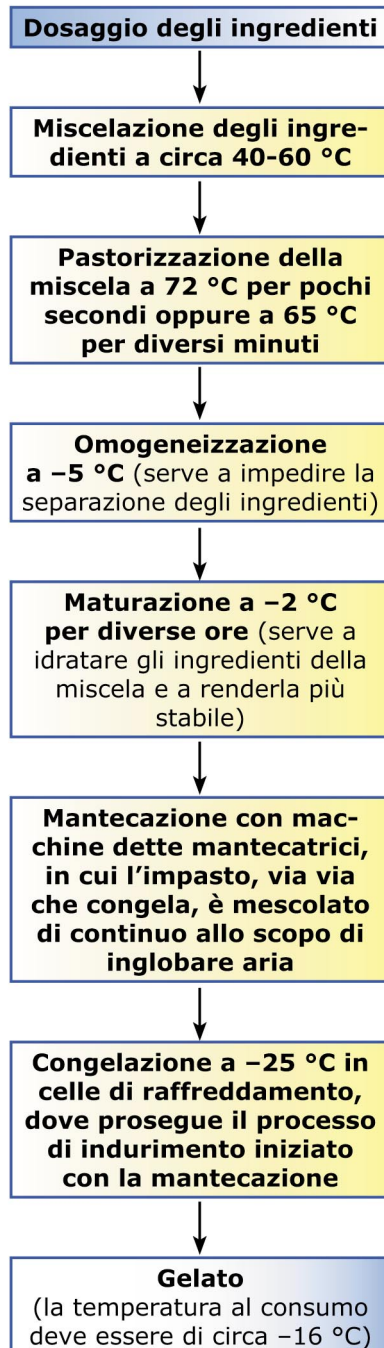 Dosaggio degli ingredienti
Miscelazione degli ingre-
dienti a circa 40-60 °C
Pastorizzazione della
miscela a 72 °C per pochi
secondi oppure a 65 °C
per diversi minuti
Omogeneizzazione
a –5 °C (serve a impedire la
separazione degli ingredienti)
Maturazione a –2 °C
per diverse ore (serve a
idratare gli ingredienti della
miscela e a renderla più
stabile)
Mantecazione con mac-
chine dette mantecatrici,
in cui l’impasto, via via
che congela, è mescolato
di continuo allo scopo di
inglobare aria
Congelazione a –25 °C in
celle di raffreddamento,
dove prosegue il processo
di indurimento iniziato
con la mantecazione
Gelato
(la temperatura al consumo
deve essere di circa –16 °C)